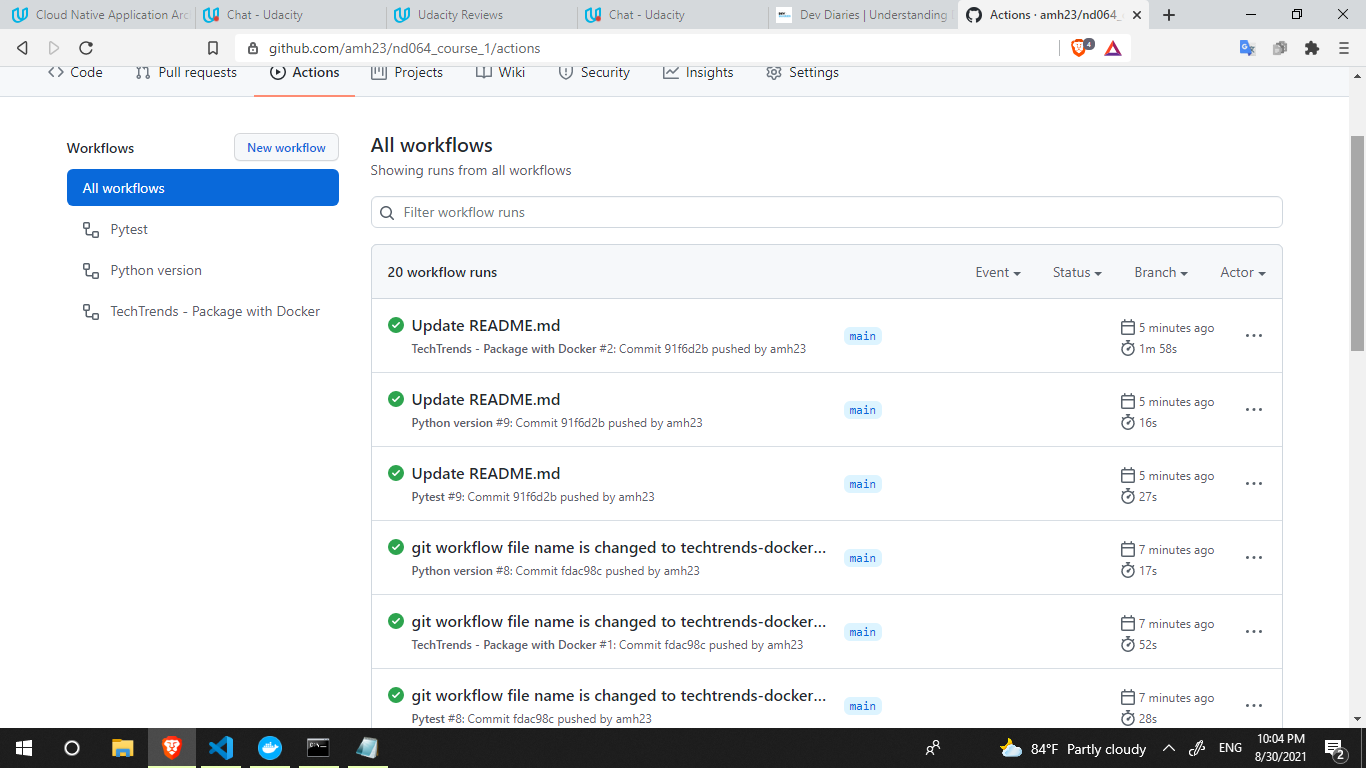 Cloud Native Application Arc
Chat - Udacity
Udacity Reviews
Chat - Udacity
Dev Diaries | Understanding
Actions · amh23/nd064_c
github.com/amh23/nd064_course_1/actions
4
Code
Pull requests
Actions
Projects
Wiki
Security
Insights
Settings
Workflows
New workflow
All workflows
Pytest
Python version
TechTrends - Package with Docker
All workflows
Showing runs from all workflows
Filter workflow runs
20 workflow runs
Event
Status
Branch
Actor
Update README.md
TechTrends - Package with Docker #2: Commit 91f6d2b pushed by amh23
main
5 minutes ago
1m 58s
Update README.md
Python version #9: Commit 91f6d2b pushed by amh23
main
5 minutes ago
16s
Update README.md
Pytest #9: Commit 91f6d2b pushed by amh23
main
5 minutes ago
27s
git workflow file name is changed to techtrends-docker...
Python version #8: Commit fdac98c pushed by amh23
main
7 minutes ago
17s
git workflow file name is changed to techtrends-docker...
TechTrends - Package with Docker #1: Commit fdac98c pushed by amh23
main
7 minutes ago
52s
git workflow file name is changed to techtrends-docker...
Pytest #8: Commit fdac98c pushed by amh23
main
7 minutes ago
28s
84°F Partly cloudy
ENG
10:04 PM
8/30/2021
2